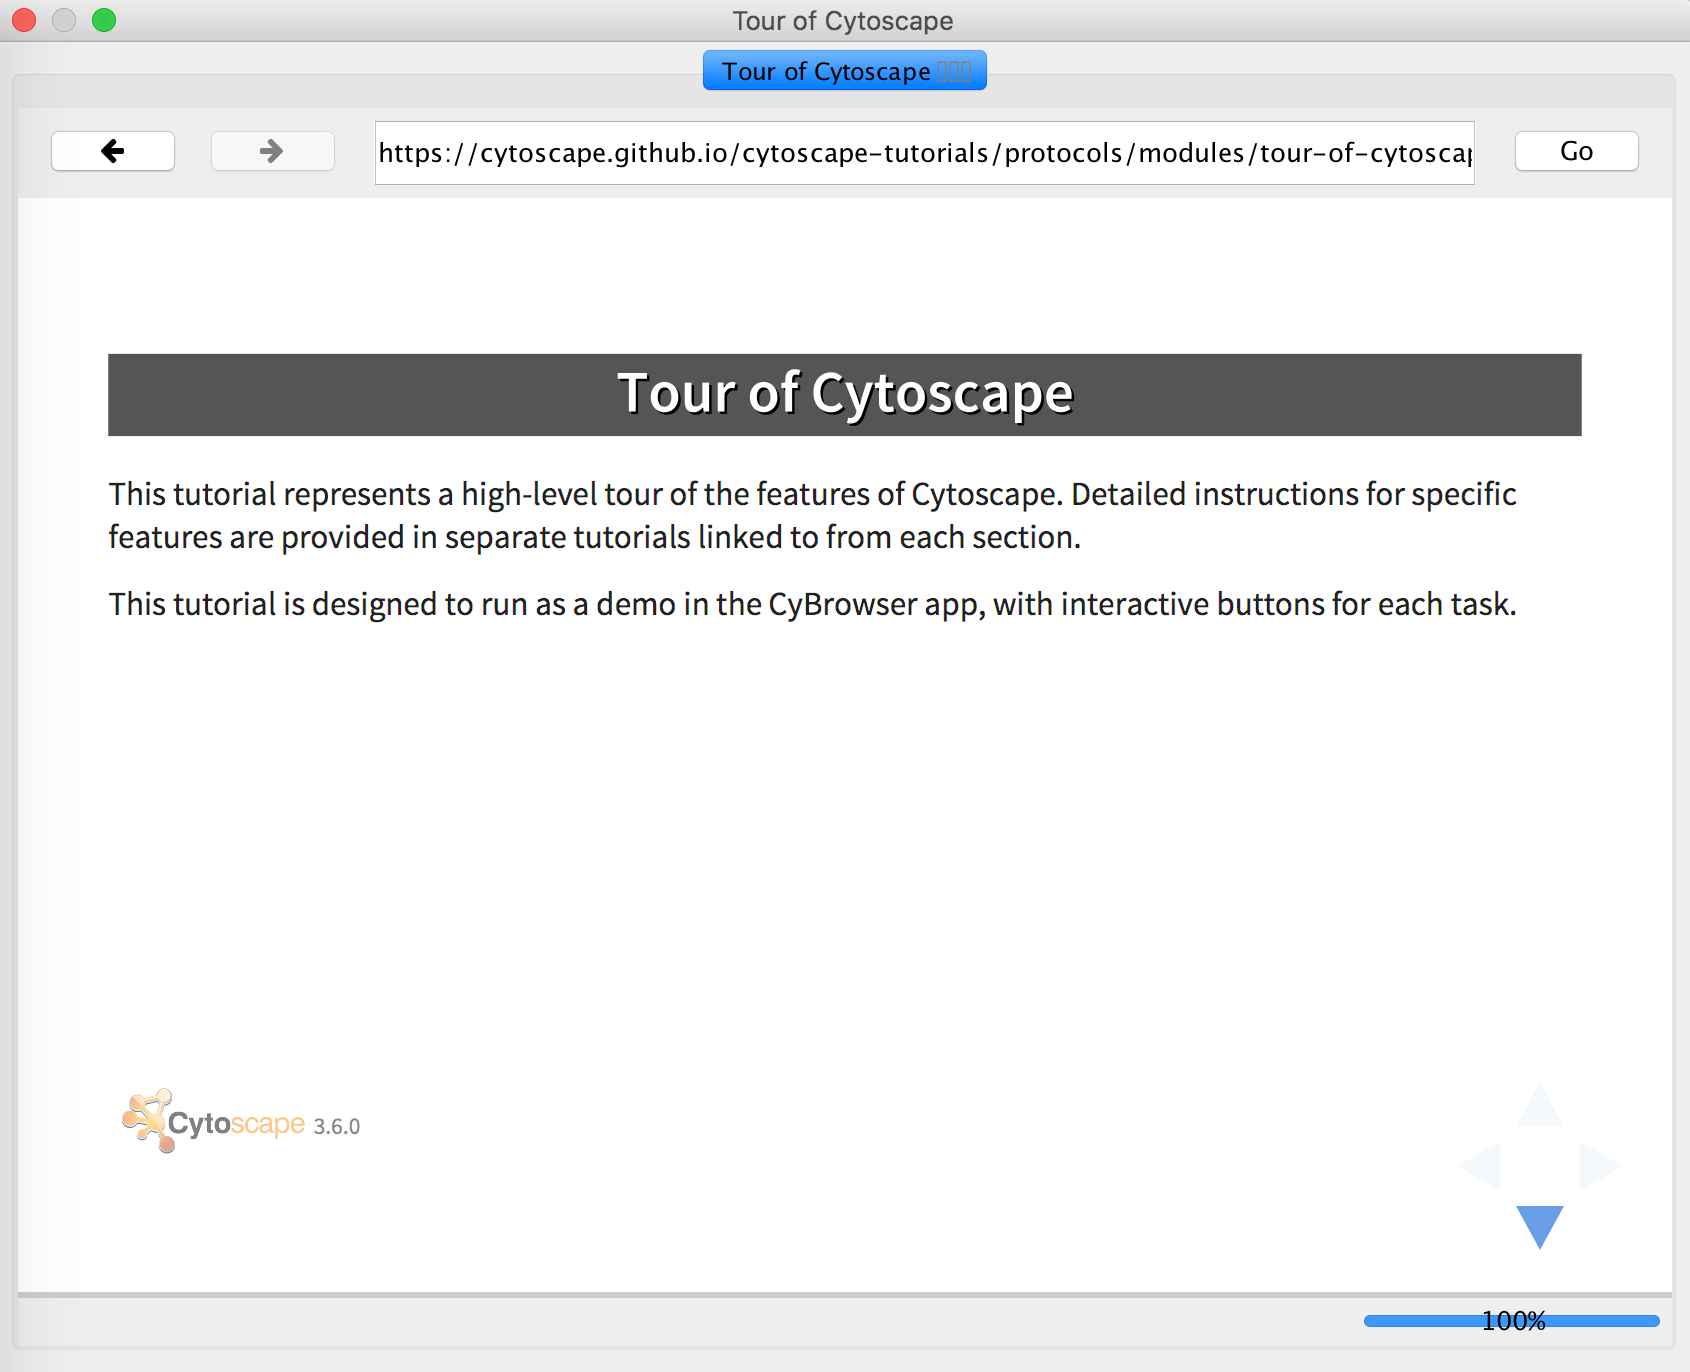 Tour of Cytoscape
Tour of Cytoscape
https://cytoscape.github.io/cytoscape-tutorials/protocols/modules/tour-of-cytoscap
Go
Tour of Cytoscape
This tutorial represents a high-level tour of the features of Cytoscape. Detailed instructions for specific
features are provided in separate tutorials linked to from each section.
This tutorial is designed to run as a demo in the CyBrowser app, with interactive buttons for each task.
Cytoscape 3.6.0
100%